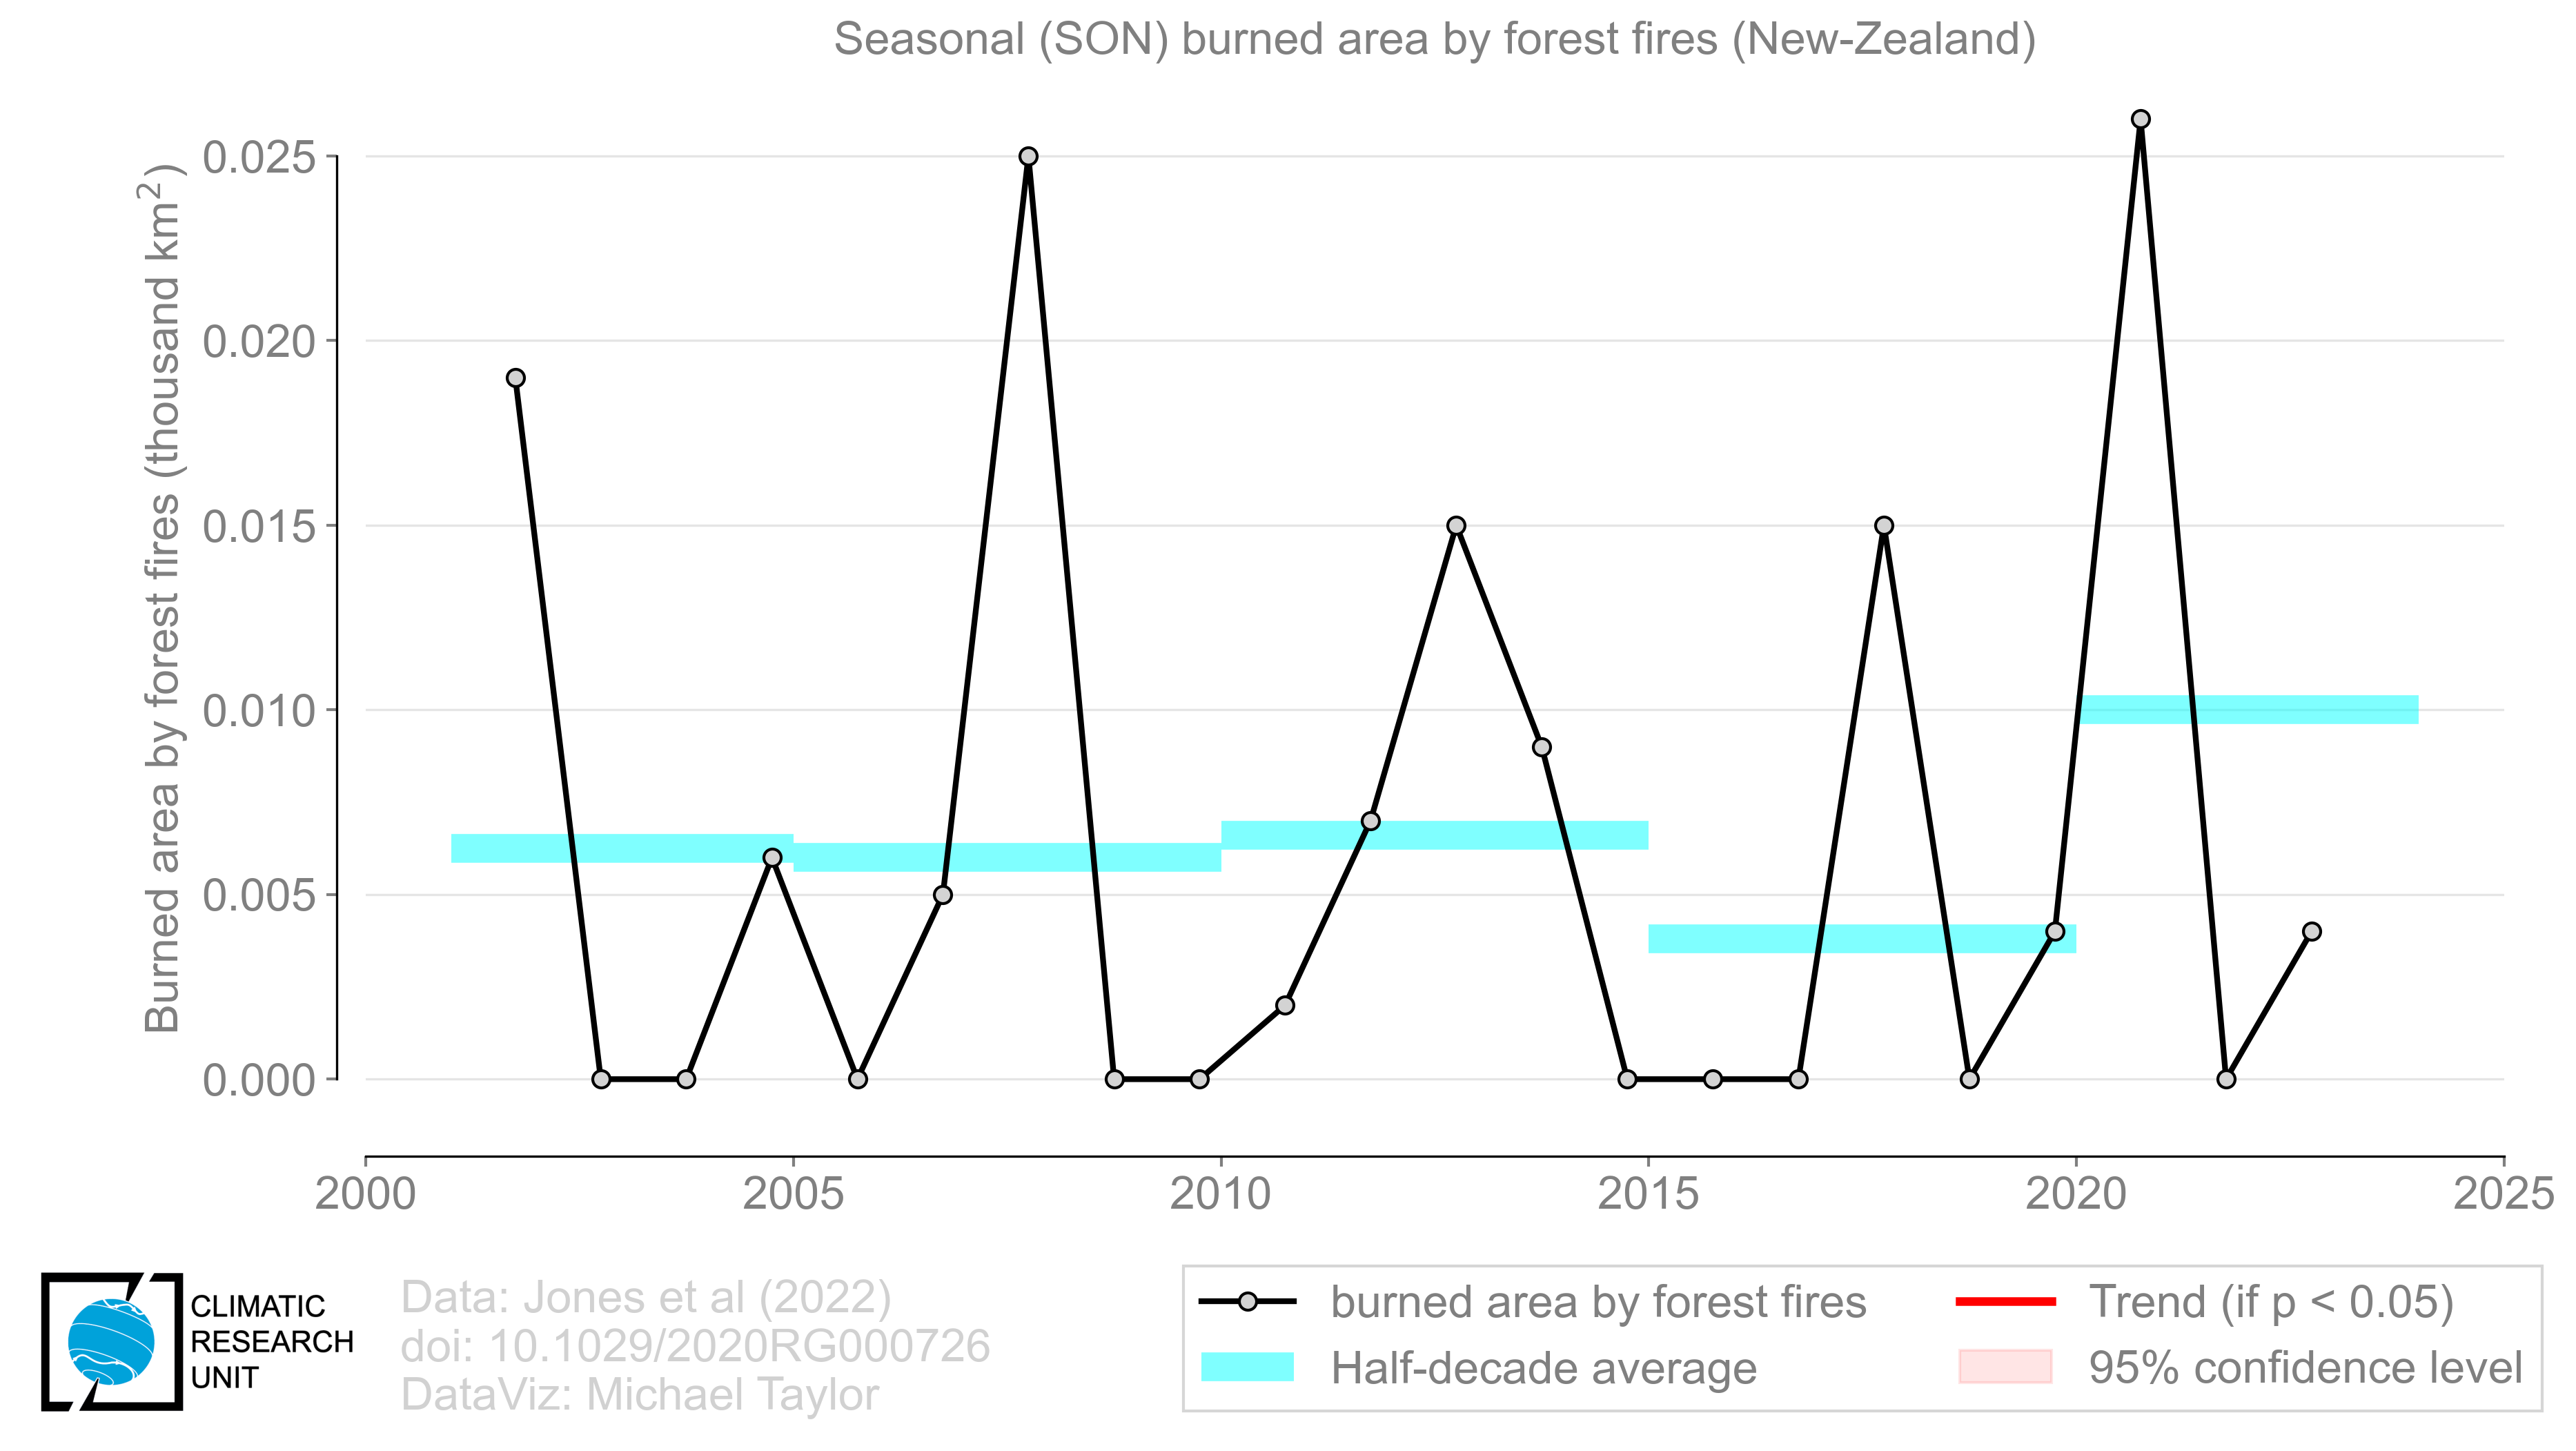 Seasonal (SON) burned area by forest fires (New-Zealand)
Burned area by forest fires (thousand km²)
0.025
0.020
0.015
0.010
0.005
0.000
2000 2005 2010 2015 2020 2025
CLIMATIC
RESEARCH
UNIT
Data: Jones et al (2022)
doi: 10.1029/2020RG000726
DataViz: Michael Taylor
burned area by forest fires
Half-decade average
Trend (if p < 0.05)
95% confidence level